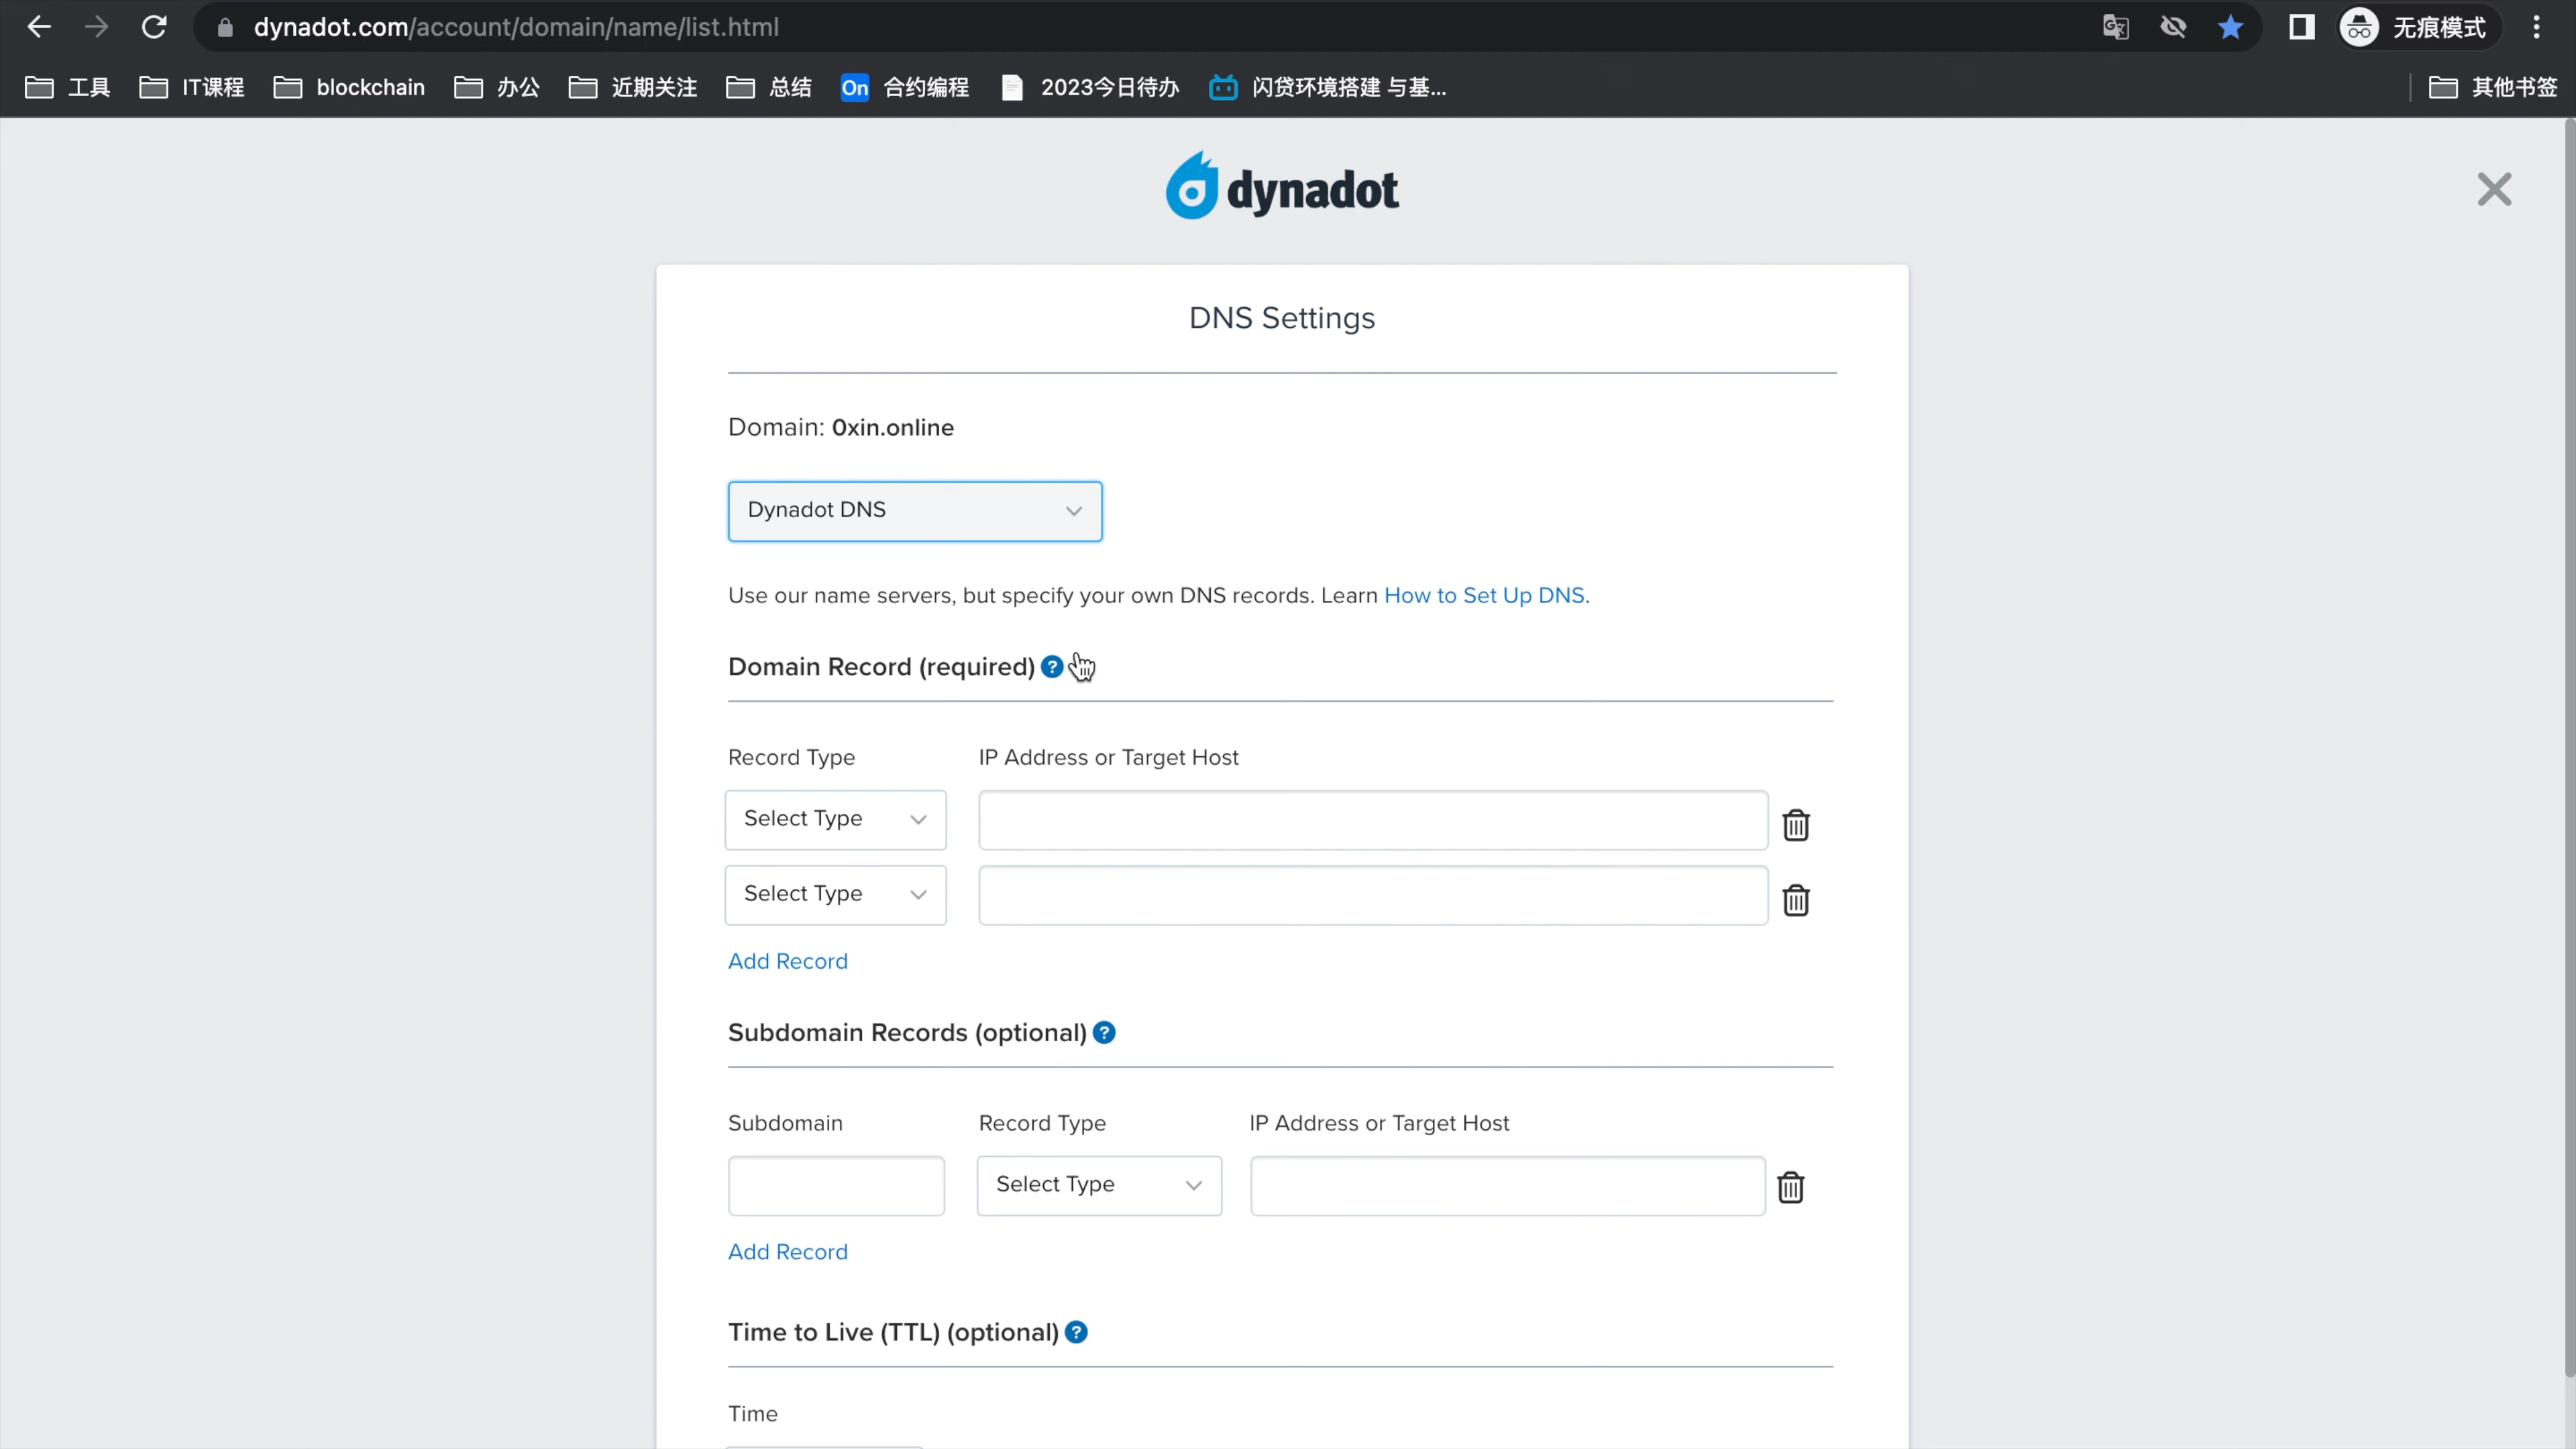 dynadot.com/account/domain/name/list.html 无痕模式
工具 IT课程 blockchain 办公 近期关注 总结 On 合约编程 2023今日待办 闪贷环境搭建 与基... 其他书签
dynadot
DNS Settings
Domain: 0xin.online
Dynadot DNS
Use our name servers, but specify your own DNS records. Learn How to Set Up DNS.
Domain Record (required) ?
Record Type IP Address or Target Host
Select Type
Select Type
Add Record
Subdomain Records (optional) ?
Subdomain Record Type IP Address or Target Host
Select Type
Add Record
Time to Live (TTL) (optional) ?
Time